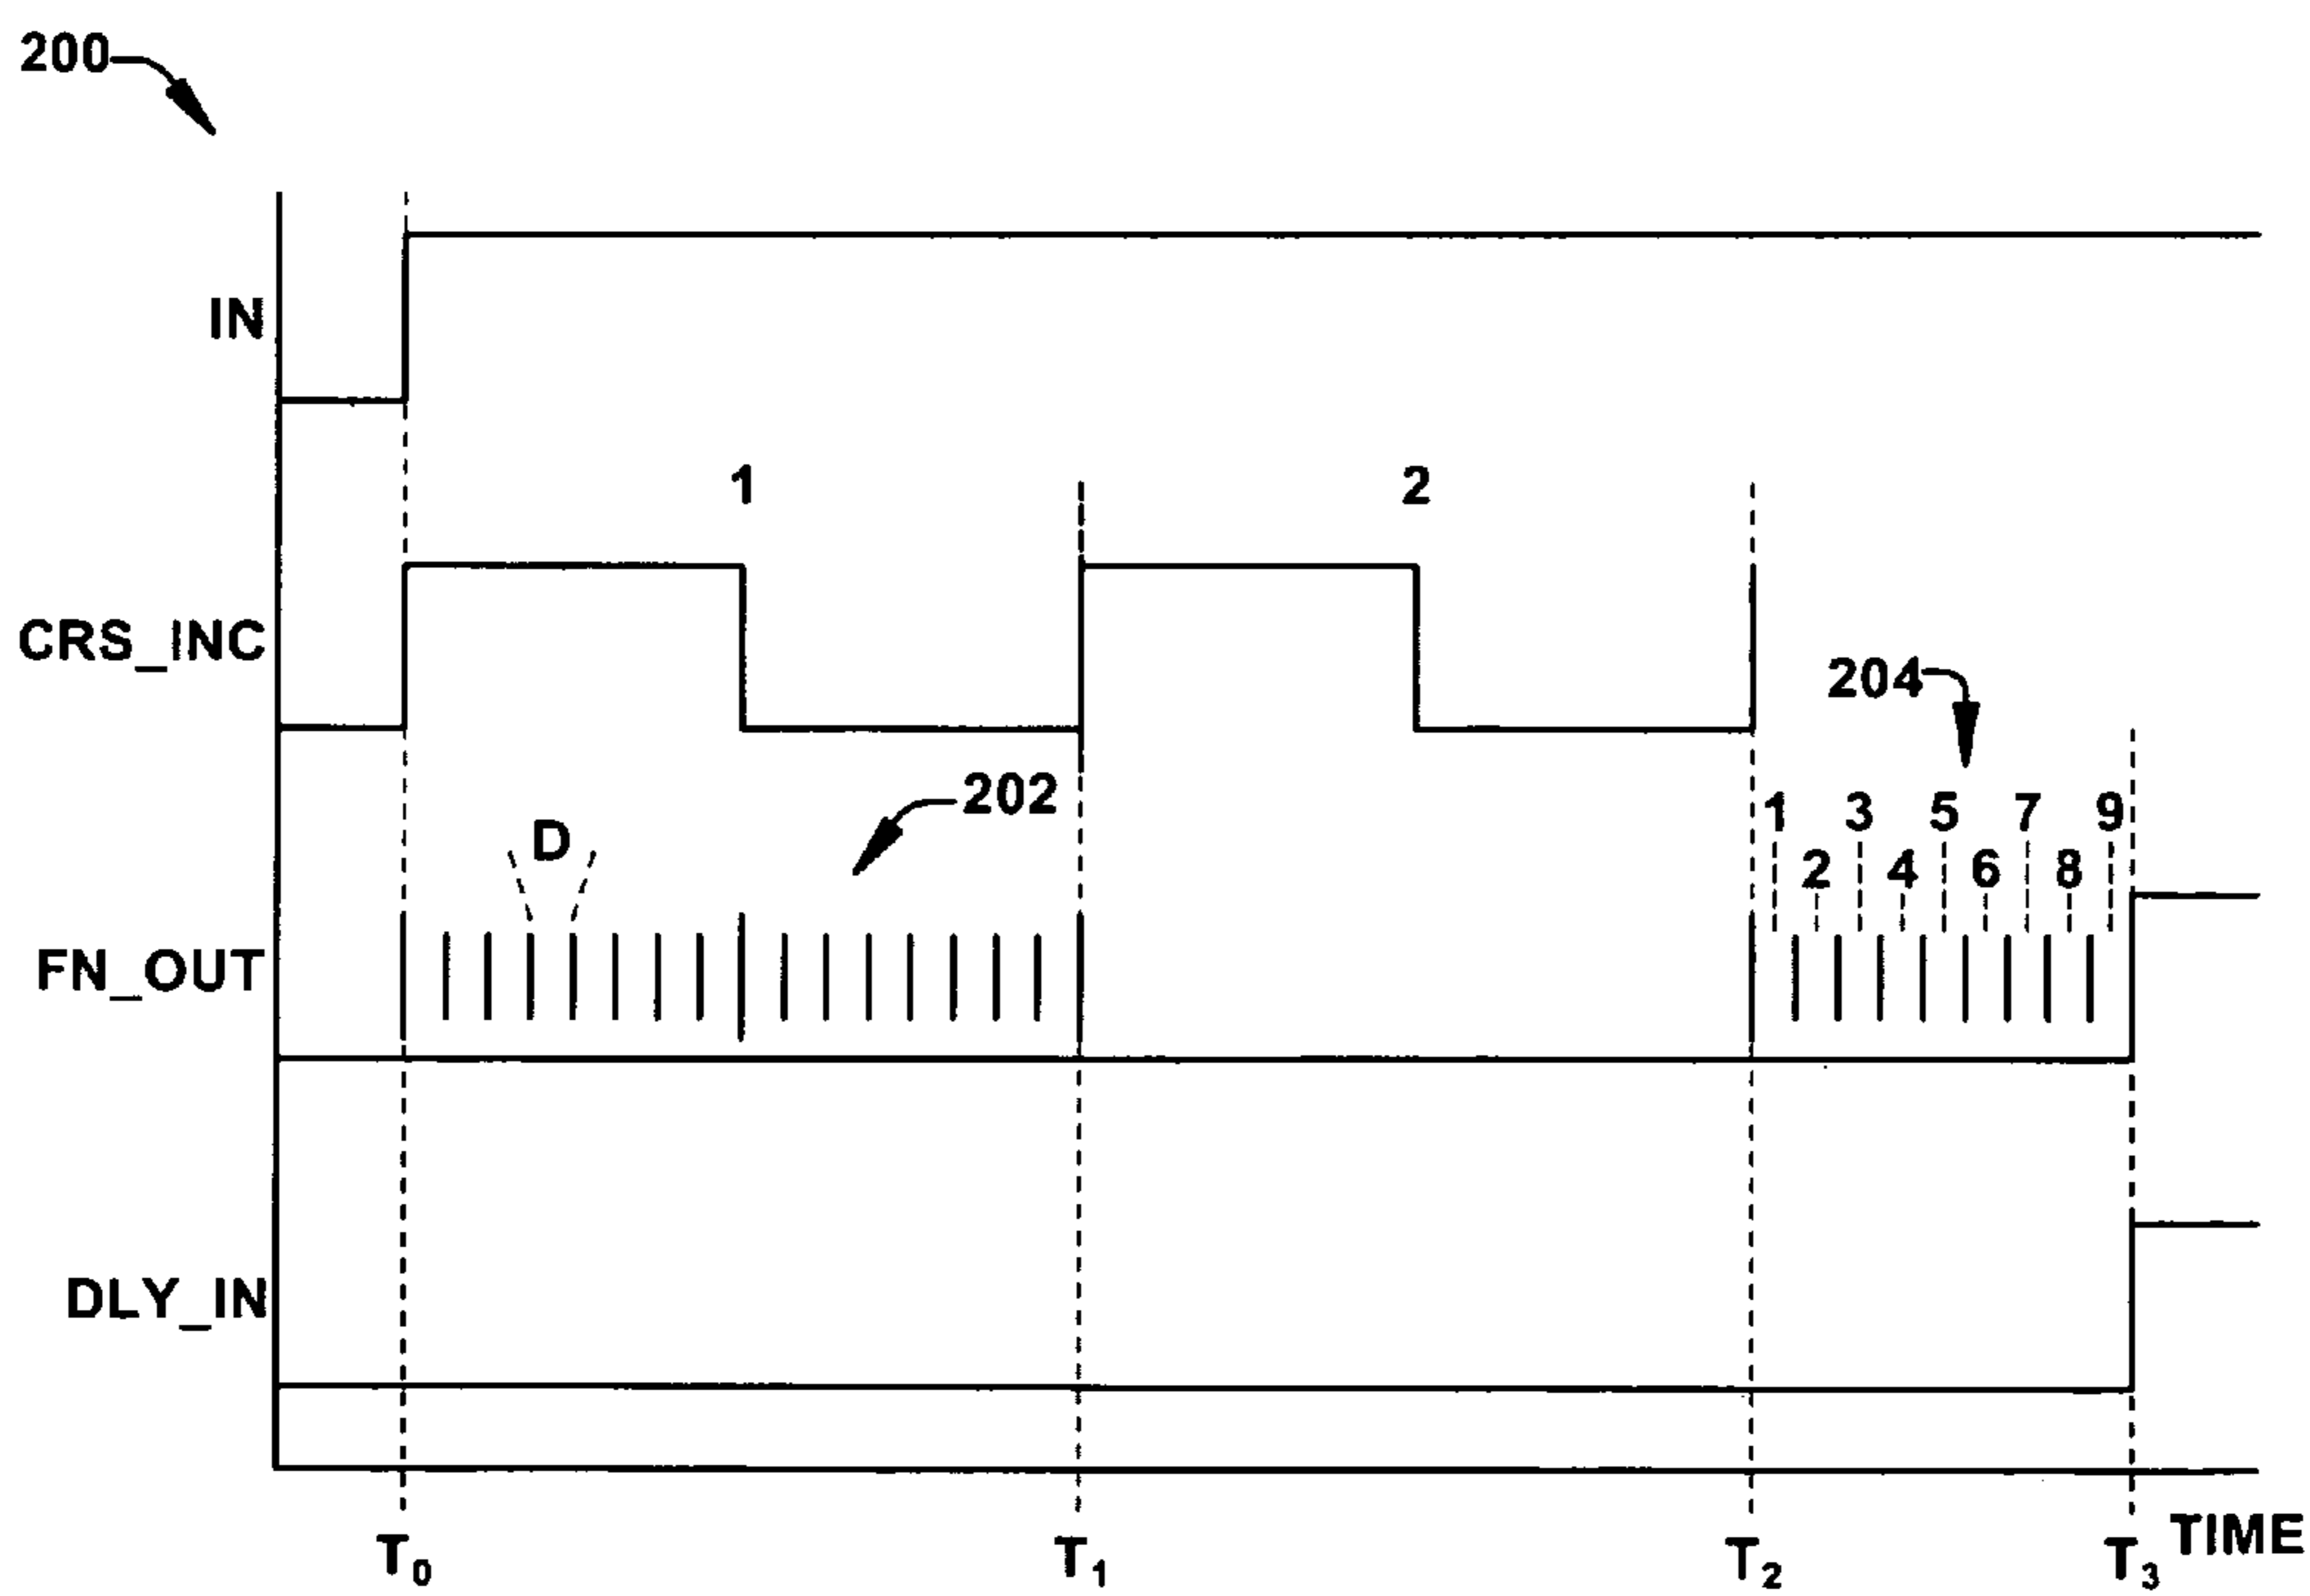 200
IN
1 2
CRS_INC
204
202
1 3 5 7 9
D
2 4 6 8
FN_OUT
DLY_IN
T0 T1 T2 T3 TIME